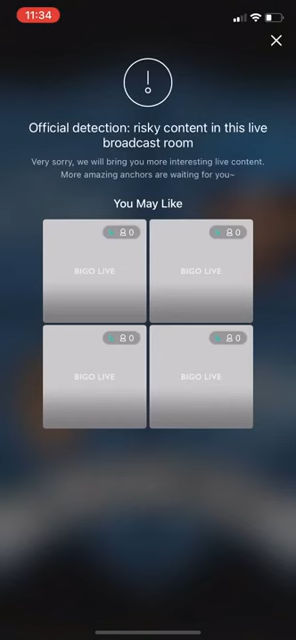 11:34
Official detection: risky content in this live
broadcast room
Very sorry, we will bring you more interesting live content.
More amazing anchors are waiting for you~
You May Like
0
0
BIGO LIVE
BIGO LIVE
0
0
BIGO LIVE
BIGO LIVE